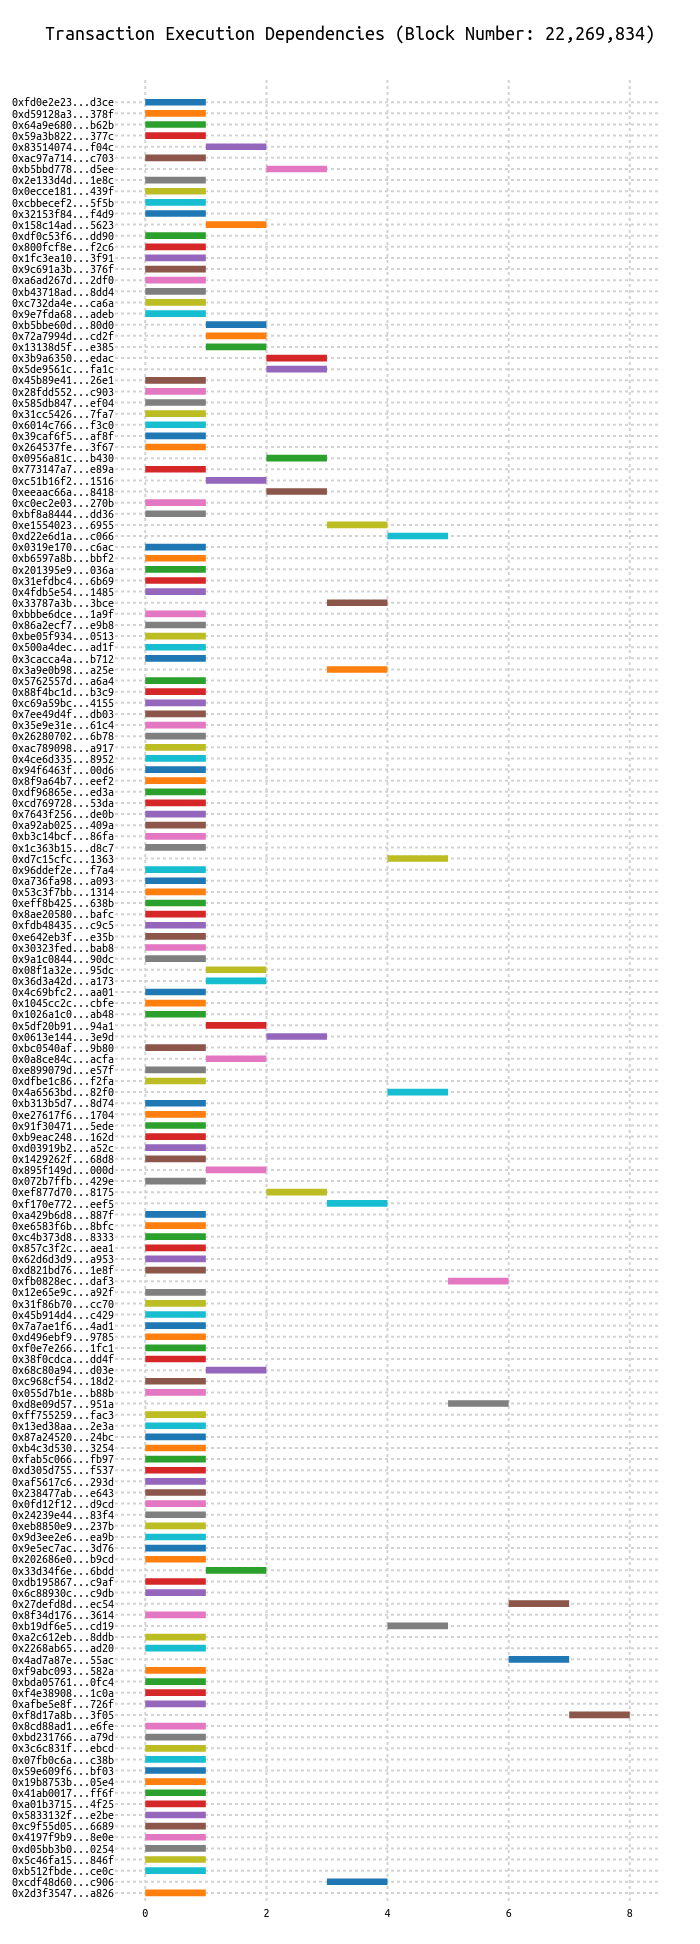 Transaction Execution Dependencies (Block Number: 22,269,834)
0xfd0e2e23...d3ce
0xd59128a3...378f
0x64a9e680...b62b
0x59a3b822...377c
0x83514074...f04c
0xac97a714...c703
0xb5bbd778...d5ee
0x2e133d4d...1e8c
0x0ecce181...439f
0xcbbecef2...5f5b
0x32153f84...f4d9
0x158c14ad...5623
0xdf0c53f6...dd90
0x800fcf8e...f2c6
0x1fc3ea10...3f91
0x9c691a3b...376f
0xa6ad267d...2df0
0xb43718ad...8dd4
0xc732da4e...ca6a
0x9e7fda68...adeb
0xb5bbe60d...80d0
0x72a7994d...cd2f
0x13138d5f...e385
0x3b9a6350...edac
0x5de9561c...fa1c
0x45b89e41...26e1
0x28fdd552...c903
0x585db847...ef04
0x31cc5426...7fa7
0x6014c766...f3c0
0x39caf6f5...af8f
0x264537fe...3f67
0x0956a81c...b430
0x773147a7...e89a
0xc51b16f2...1516
0xeeaac66a...8418
0xc0ec2e03...270b
0xbf8a8444...dd36
0xe1554023...6955
0xd22e6d1a...c066
0x0319e170...c6ac
0xb6597a8b...bbf2
0x201395e9...036a
0x31efdbc4...6b69
0x4fdb5e54...1485
0x33787a3b...3bce
0xbbbe6dce...1a9f
0x86a2ecf7...e9b8
0xbe05f934...0513
0x500a4dec...ad1f
0x3cacca4a...b712
0x3a9e0b98...a25e
0x5762557d...a6a4
0x88f4bc1d...b3c9
0xc69a59bc...4155
0x7ee49d4f...db03
0x35e9e31e...61c4
0x26280702...6b78
0xac789098...a917
0x4ce6d335...8952
0x94f6463f...00d6
0x8f9a64b7...eef2
0xdf96865e...ed3a
0xcd769728...53da
0x7643f256...de0b
0xa92ab025...409a
0xb3c14bcf...86fa
0x1c363b15...d8c7
0xd7c15cfc...1363
0x96ddef2e...f7a4
0xa736fa98...a093
0x53c3f7bb...1314
0xeff8b425...638b
0x8ae20580...bafc
0xfdb48435...c9c5
0xe642eb3f...e35b
0x30323fed...bab8
0x9a1c0844...90dc
0x08f1a32e...95dc
0x36d3a42d...a173
0x4c69bfc2...aa01
0x1045cc2c...cbfe
0x1026a1c0...ab48
0x5df20b91...94a1
0x0613e144...3e9d
0xbc0540af...9b80
0x0a8ce84c...acfa
0xe899079d...e57f
0xdfbe1c86...f2fa
0x4a6563bd...82f0
0xb313b5d7...8d74
0xe27617f6...1704
0x91f30471...5ede
0xb9eac248...162d
0xd03919b2...a52c
0x1429262f...68d8
0x895f149d...000d
0x072b7ffb...429e
0xef877d70...8175
0xf170e772...eef5
0xa429b6d8...887f
0xe6583f6b...8bfc
0xc4b373d8...8333
0x857c3f2c...aea1
0x62d6d3d9...a953
0xd821bd76...1e8f
0xfb0828ec...daf3
0x12e65e9c...a92f
0x31f86b70...cc70
0x45b914d4...c429
0x7a7ae1f6...4ad1
0xd496ebf9...9785
0xf0e7e266...1fc1
0x38f0cdca...dd4f
0x68c80a94...d03e
0xc968cf54...18d2
0x055d7b1e...b88b
0xd8e09d57...951a
0xff755259...fac3
0x13ed38aa...2e3a
0x87a24520...24bc
0xb4c3d530...3254
0xfab5c066...fb97
0xd305d755...f537
0xaf5617c6...293d
0x238477ab...e643
0x0fd12f12...d9cd
0x24239e44...83f4
0xeb8850e9...237b
0x9d3ee2e6...ea9b
0x9e5ec7ac...3d76
0x202686e0...b9cd
0x33d34f6e...6bdd
0xdb195867...c9af
0x6c88930c...c9db
0x27defd8d...ec54
0x8f34d176...3614
0xb19df6e5...cd19
0xa2c612eb...8ddb
0x2268ab65...ad20
0x4ad7a87e...55ac
0xf9abc093...582a
0xbda05761...0fc4
0xf4e38908...1c0a
0xafbe5e8f...726f
0xf8d17a8b...3f05
0x8cd88ad1...e6fe
0xbd231766...a79d
0x3c6c831f...ebcd
0x07fb0c6a...c38b
0x59e609f6...bf03
0x19b8753b...05e4
0x41ab0017...ff6f
0xa01b3715...4f25
0x5833132f...e2be
0xc9f55d05...6689
0x4197f9b9...8e0e
0xd05bb3b0...0254
0x5c46fa15...846f
0xb512fbde...ce0c
0xcdf48d60...c906
0x2d3f3547...a826
0 2 4 6 8